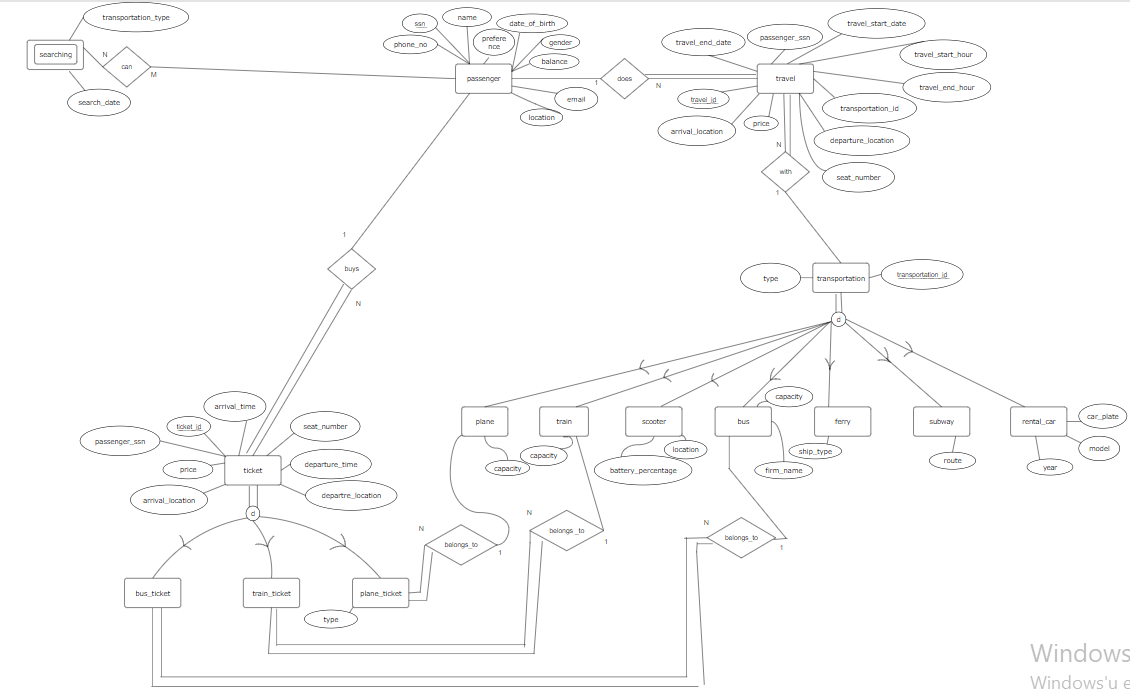 transportation_type
searching
N
can
M
search_date
ssn
name
date_of_birth
phone_no
prefere
nce
gender
balance
passenger
email
location
1
does
N
travel_end_date
passenger_ssn
travel_start_date
travel_start_hour
travel
travel_end_hour
travel_id
transportation_id
arrival_location
price
departure_location
N
with
seat_number
1
1
buys
N
type
transportation
transportation_id
d
arrival_time
ticket_id
seat_number
passenger_ssn
price
ticket
departure_time
arrival_location
departre_location
d
plane
train
scooter
bus
capacity
ferry
subway
rental_car
car_plate
capacity
capacity
location
battery_percentage
firm_name
ship_type
route
year
model
N
belongs_to
1
N
belongs _to
1
N
belongs_to
1
bus_ticket
train_ticket
plane_ticket
type
Windows
Windows'u e